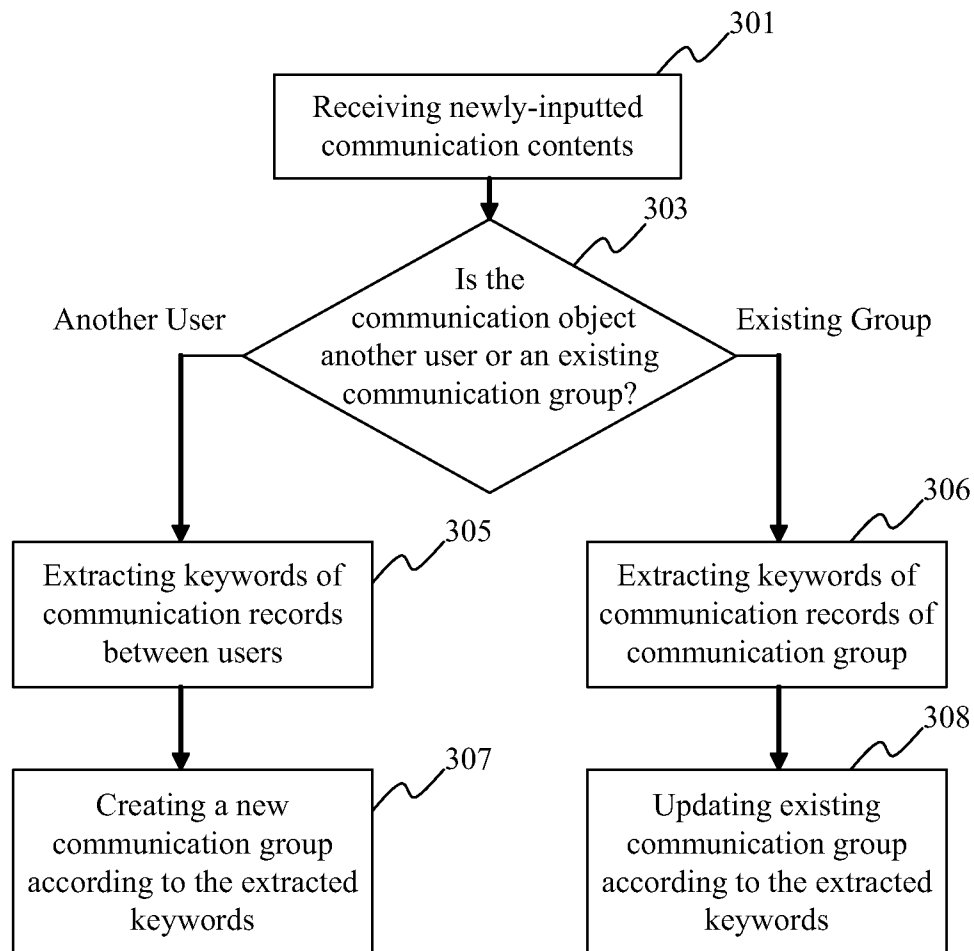 301
Receiving newly-inputted
communication contents
303
Is the
communication object
another user or an existing
communication group?
Another User
Existing Group
305
Extracting keywords of
communication records
between users
306
Extracting keywords of
communication records of
communication group
307
Creating a new
communication group
according to the extracted
keywords
308
Updating existing
communication group
according to the extracted
keywords